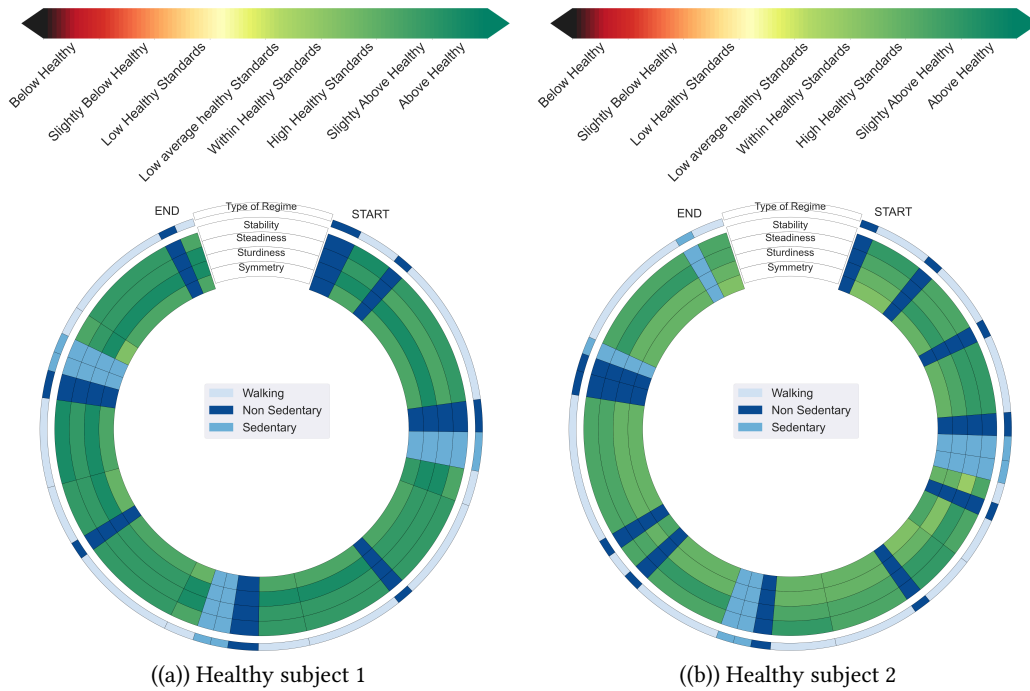 Below Healthy
Slightly Below Healthy
Low Healthy Standards
Low average healthy Standards
Within Healthy Standards
High Healthy Standards
Slightly Above Healthy
Above Healthy
END
Type of Regime
START
Stability
Steadiness
Sturdiness
Symmetry
Walking
Non Sedentary
Sedentary
((a)) Healthy subject 1
Below Healthy
Slightly Below Healthy
Low Healthy Standards
Low average healthy Standards
Within Healthy Standards
High Healthy Standards
Slightly Above Healthy
Above Healthy
END
Type of Regime
START
Stability
Steadiness
Sturdiness
Symmetry
Walking
Non Sedentary
Sedentary
((b)) Healthy subject 2